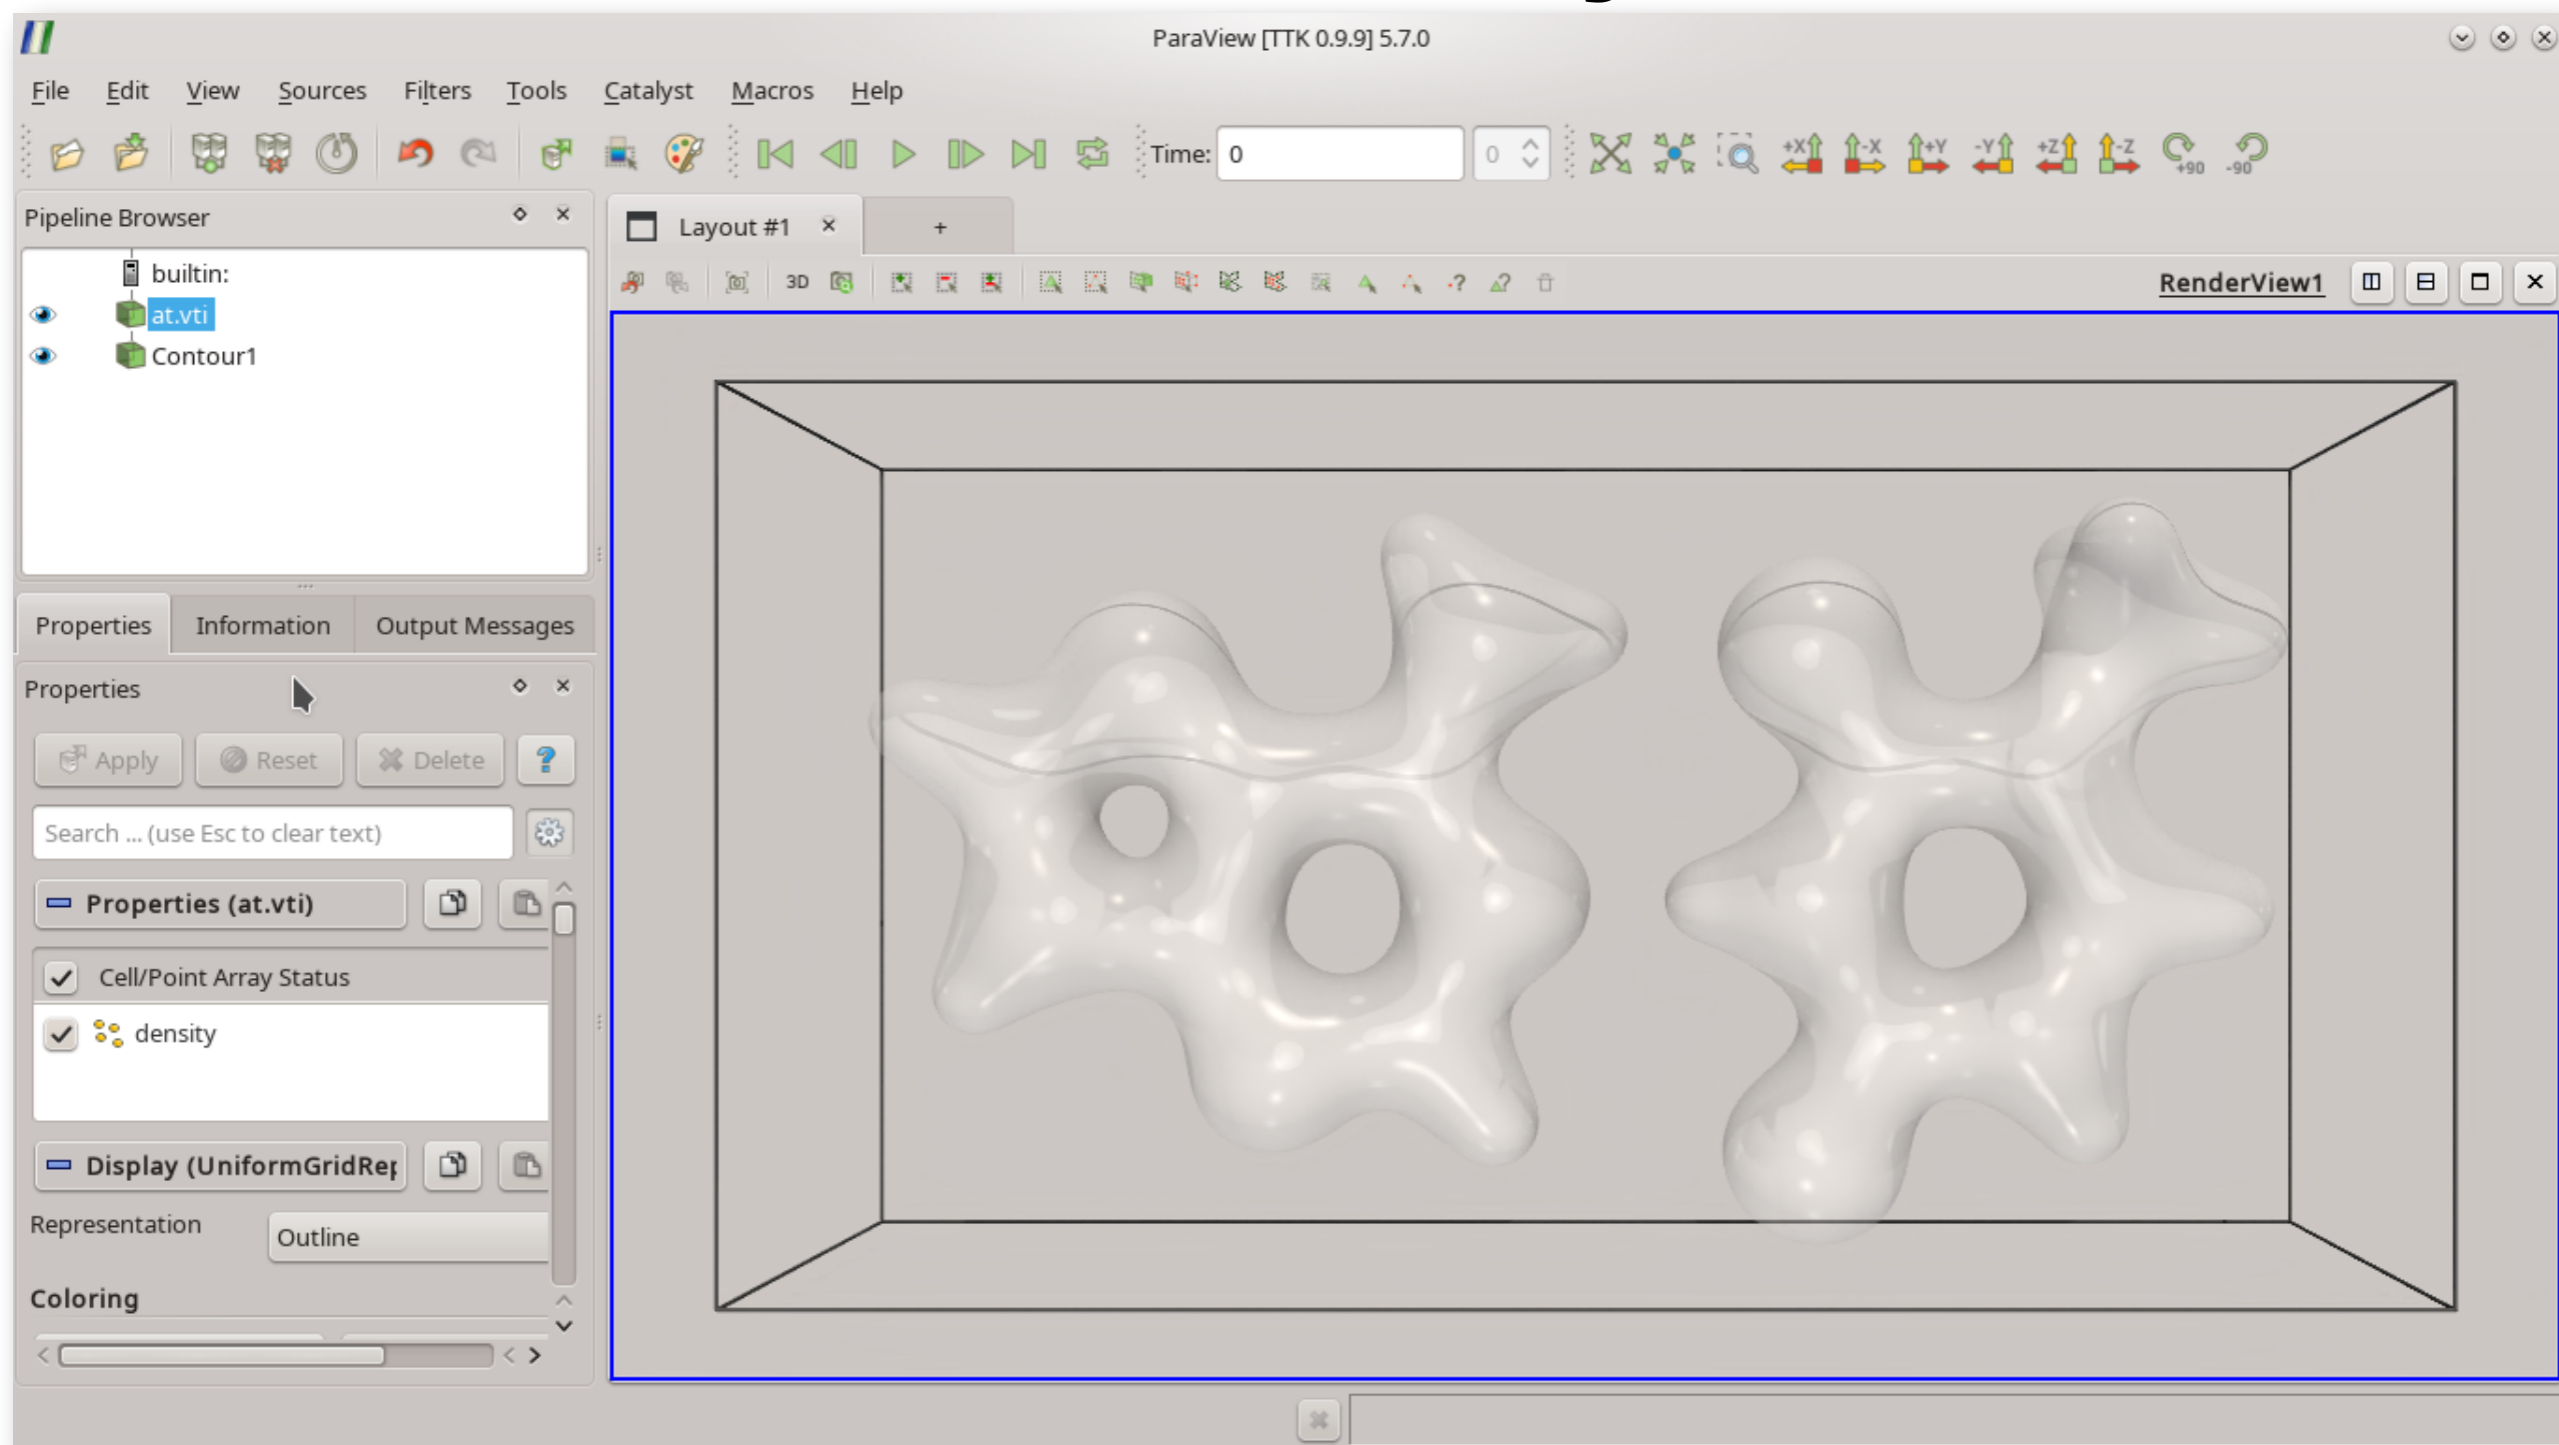 ParaView [TTK 0.9.9] 5.7.0
File Edit View Sources Filters Tools Catalyst Macros Help
Time: 0 0 +X -X +Y -Y +Z -Z +90 -90
Pipeline Browser
Layout #1 +
builtin:
3D
RenderView1
at.vti
Contour1
Properties Information Output Messages
Properties
Apply Reset Delete ?
Search ... (use Esc to clear text)
Properties (at.vti)
Cell/Point Array Status
density
Display (UniformGridRep
Representation
Outline
Coloring